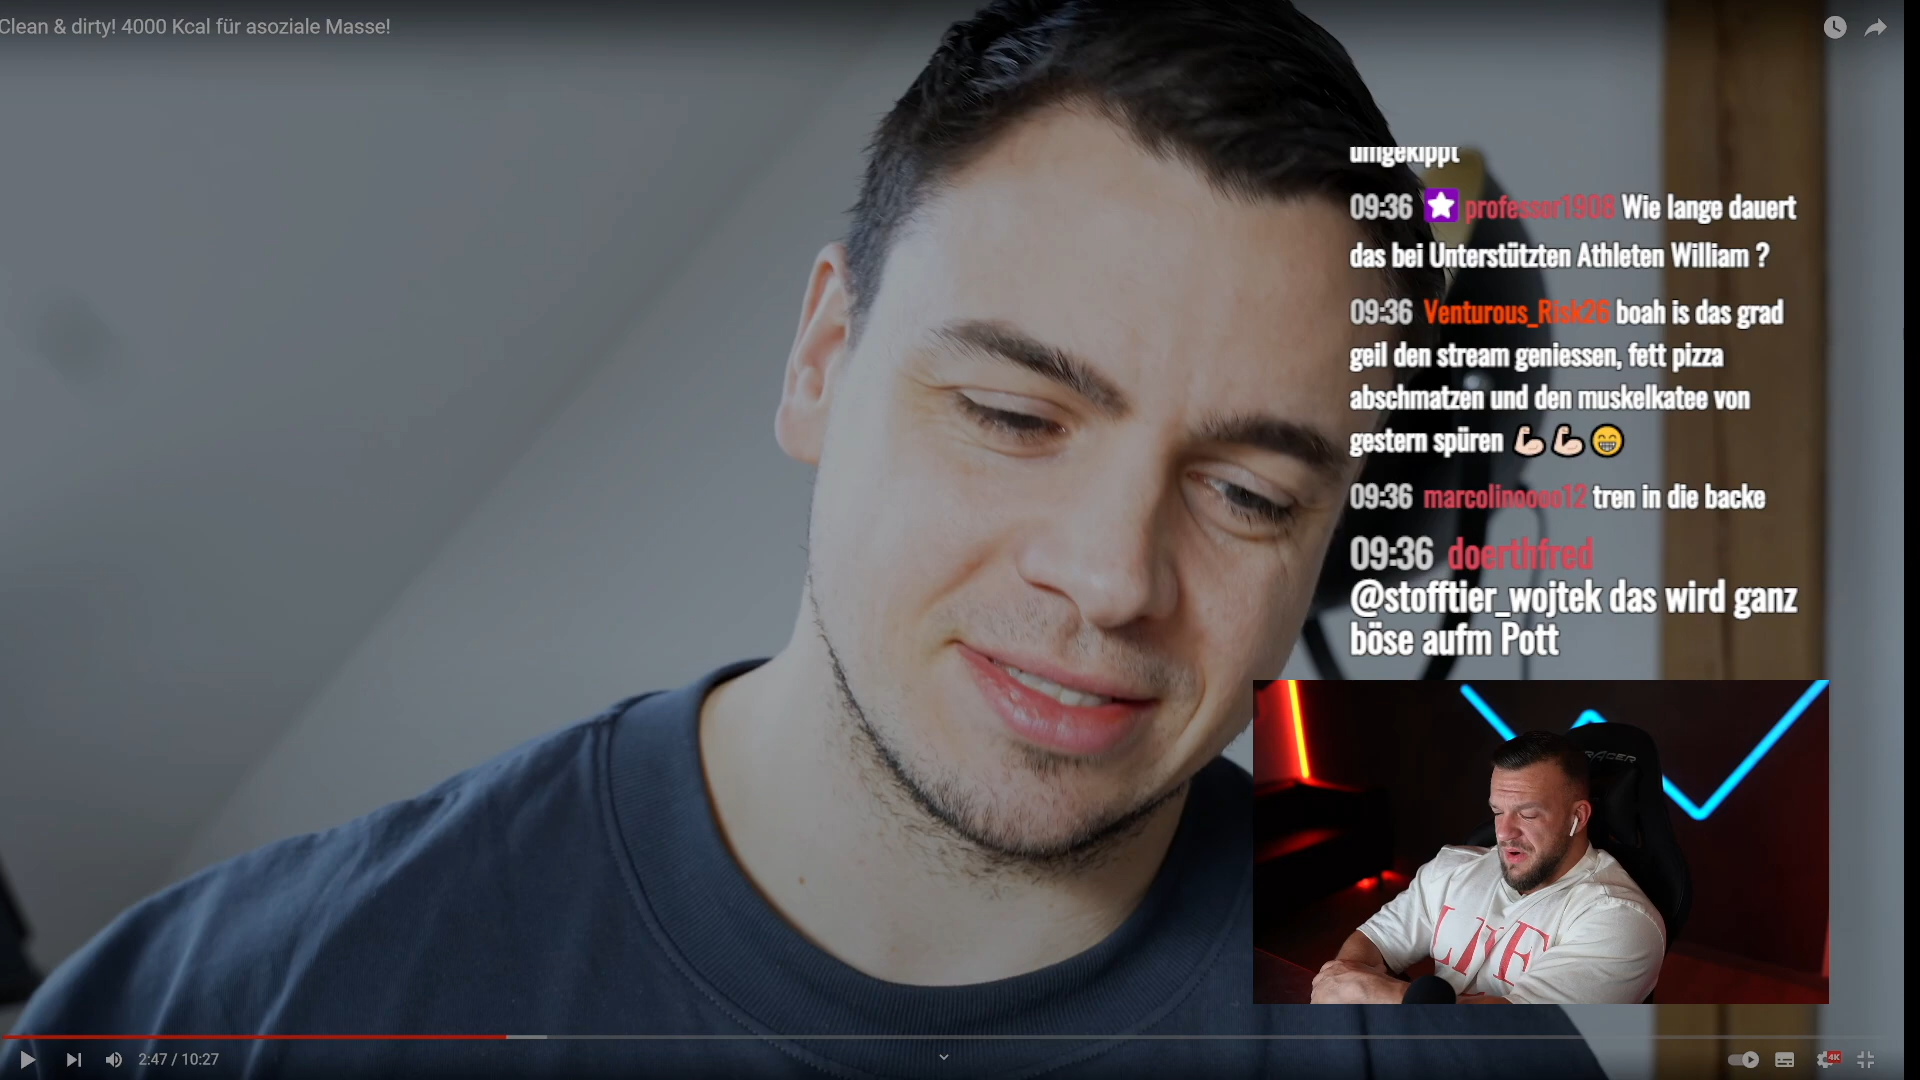 Clean & dirty! 4000 Kcal für asoziale Masse!
umgekippt
09:36 professor1908 Wie lange dauert
das bei Unterstützten Athleten William ?
09:36 Venturous_Risk26 boah is das grad
geil den stream geniessen, fett pizza
abschmatzen und den muskelkatee von
gestern spüren 💪🏻💪🏻😁
09:36 marcolinoooo12 tren in die backe
09:36 doerthfred
@stofftier_wojtek das wird ganz
böse aufm Pott
RACER
LIVE
2:47 / 10:27
4K